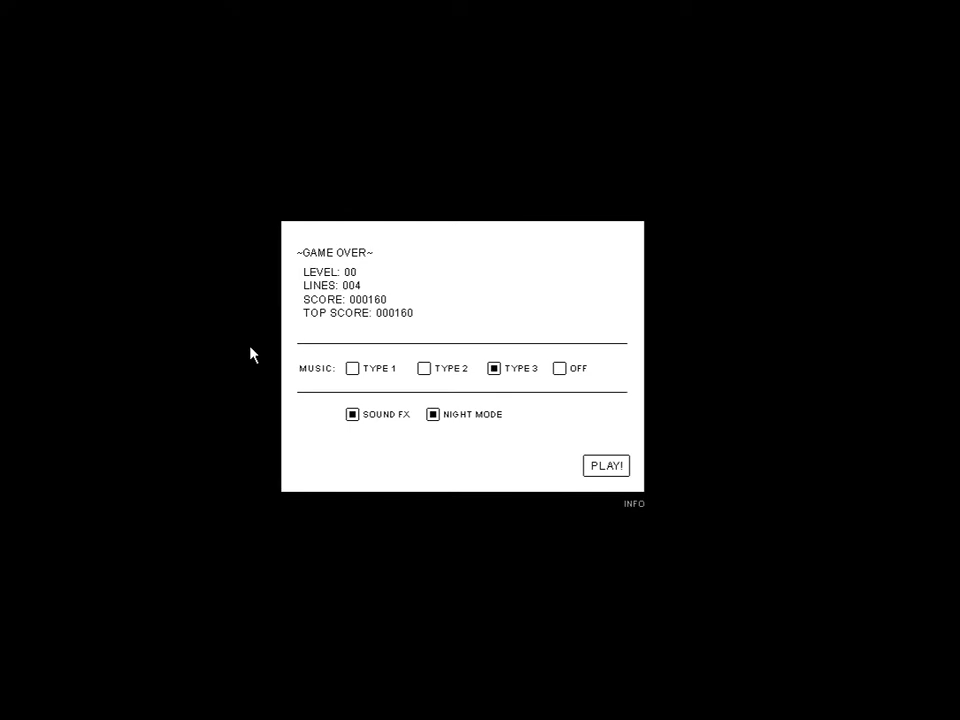 ~GAME OVER~
LEVEL: 00
LINES: 004
SCORE: 000160
TOP SCORE: 000160
MUSIC: TYPE 1 TYPE 2 TYPE 3 OFF
SOUND FX NIGHT MODE
PLAY!
INFO